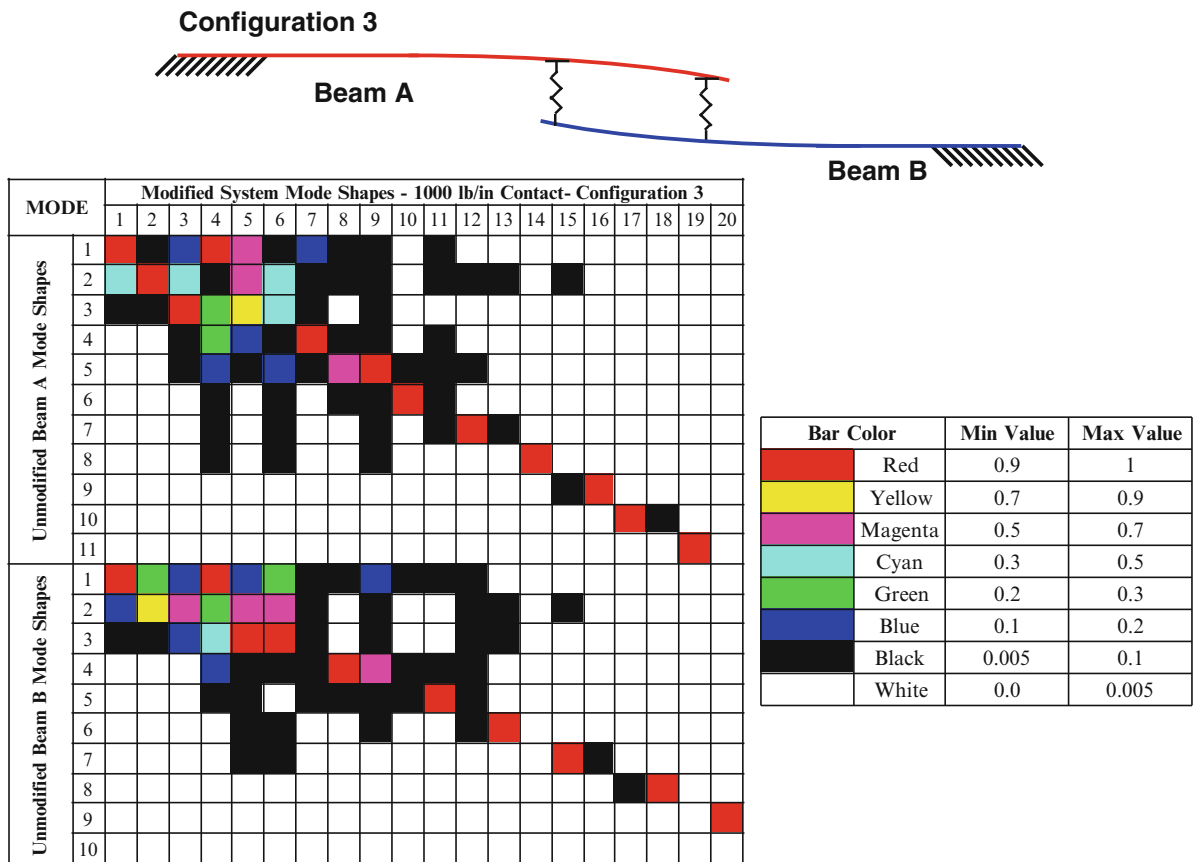 Configuration 3
Beam A
Beam B
MODE
Modified System Mode Shapes - 1000 lb/in Contact- Configuration 3
1 2 3 4 5 6 7 8 9 10 11 12 13 14 15 16 17 18 19 20
Unmodified Beam A Mode Shapes
1
2
3
4
5
6
7
8
9
10
11
Unmodified Beam B Mode Shapes
1
2
3
4
5
6
7
8
9
10
Bar Color Min Value Max Value
Red 0.9 1
Yellow 0.7 0.9
Magenta 0.5 0.7
Cyan 0.3 0.5
Green 0.2 0.3
Blue 0.1 0.2
Black 0.005 0.1
White 0.0 0.005